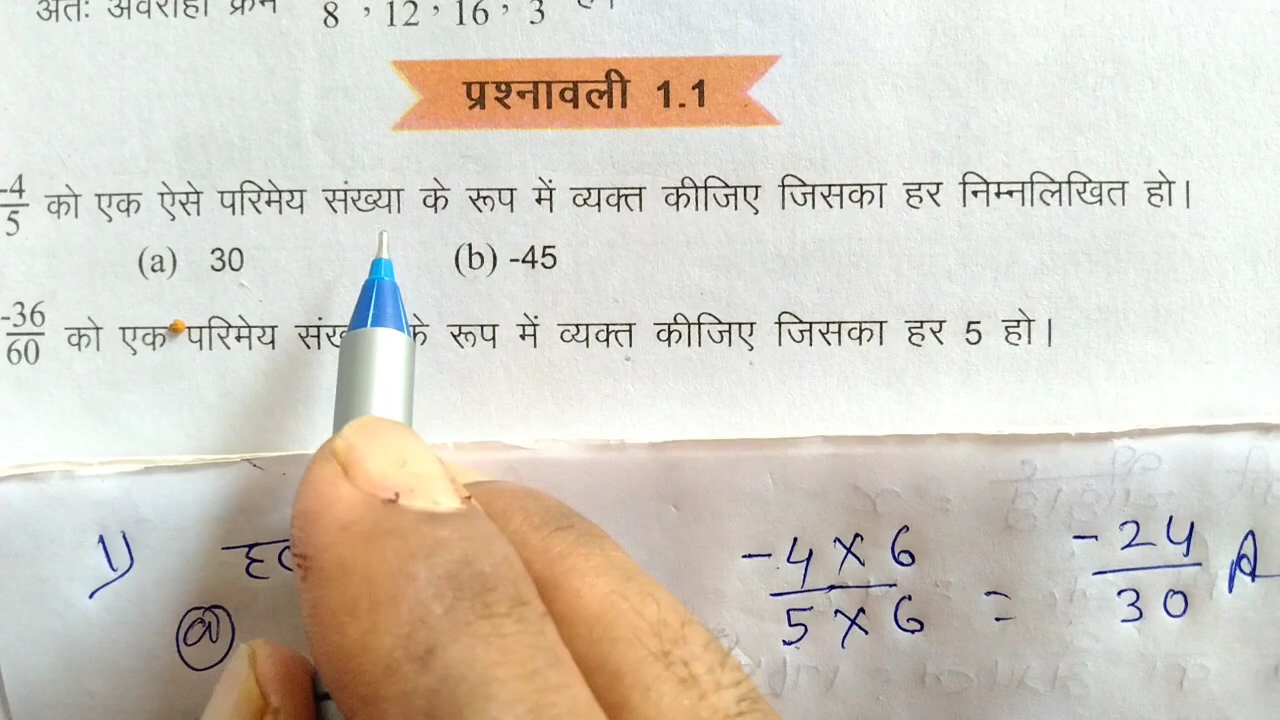 अतः अवरोही क्रम 8 , 12 , 16 , 3
प्रश्नावली 1.1
-4/5 को एक ऐसे परिमेय संख्या के रूप में व्यक्त कीजिए जिसका हर निम्नलिखित हो।
(a) 30 (b) -45
-36/60 को एक परिमेय के रूप में व्यक्त कीजिए जिसका हर 5 हो।
1) -4×6/5×6 = -24/30 A
(a)